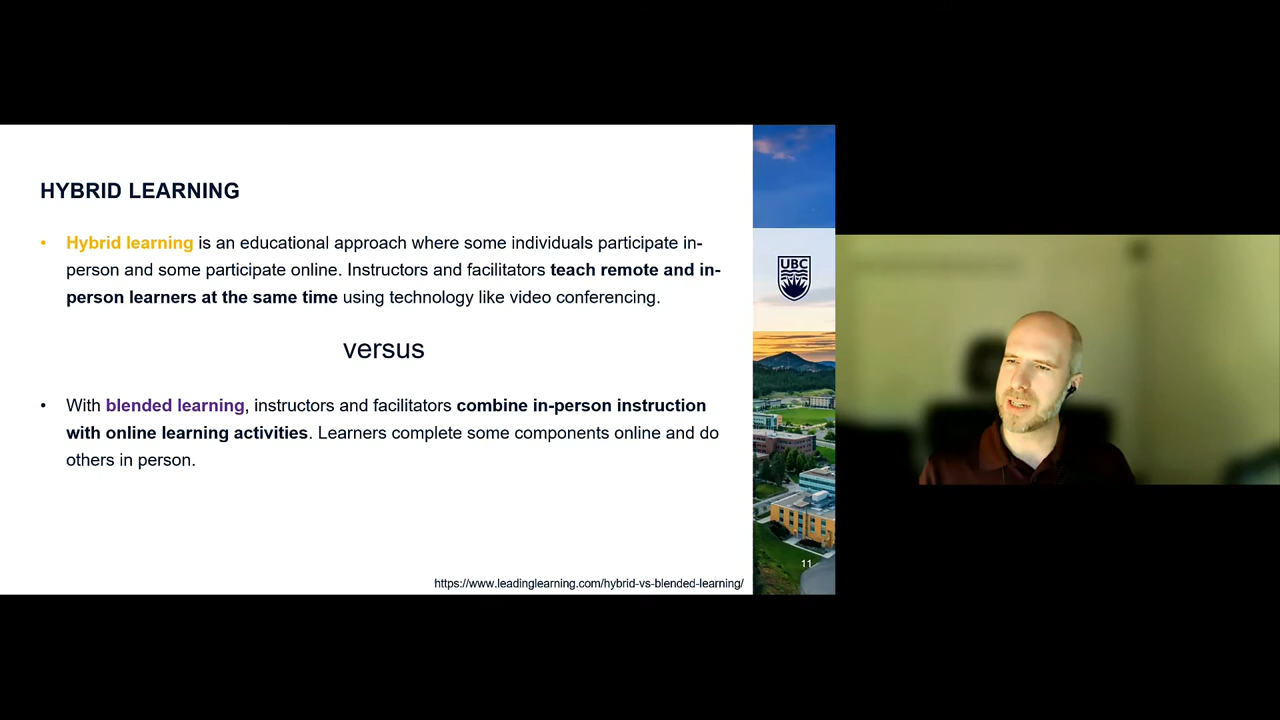 HYBRID LEARNING
• Hybrid learning is an educational approach where some individuals participate in-
person and some participate online. Instructors and facilitators teach remote and in-
person learners at the same time using technology like video conferencing.
versus
• With blended learning, instructors and facilitators combine in-person instruction
with online learning activities. Learners complete some components online and do
others in person.
https://www.leadinglearning.com/hybrid-vs-blended-learning/
UBC
11